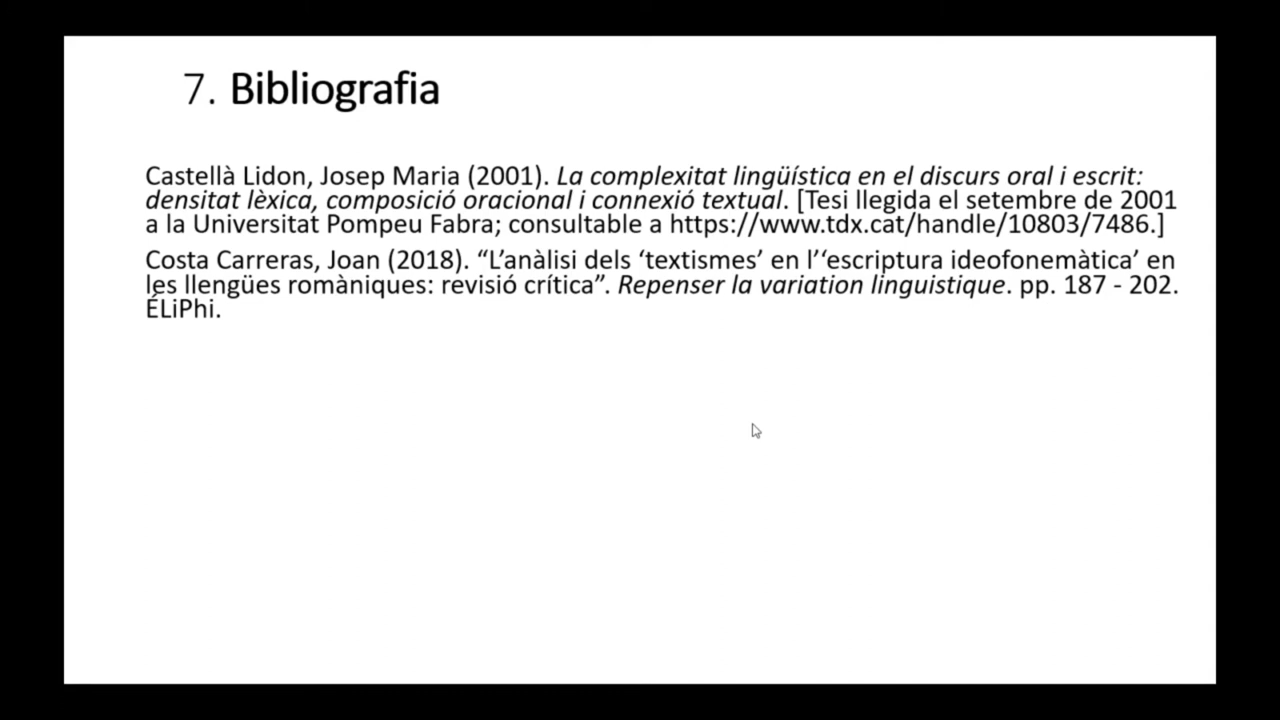 7. Bibliografia
Castellà Lidon, Josep Maria (2001). La complexitat lingüística en el discurs oral i escrit:
densitat lèxica, composició oracional i connexió textual. [Tesi llegida el setembre de 2001
a la Universitat Pompeu Fabra; consultable a https://www.tdx.cat/handle/10803/7486.]
Costa Carreras, Joan (2018). “L’anàlisi dels ‘textismes’ en l’‘escriptura ideofonemàtica’ en
les llengües romàniques: revisió crítica”. Repenser la variation linguistique. pp. 187 - 202.
ÉLiPhi.